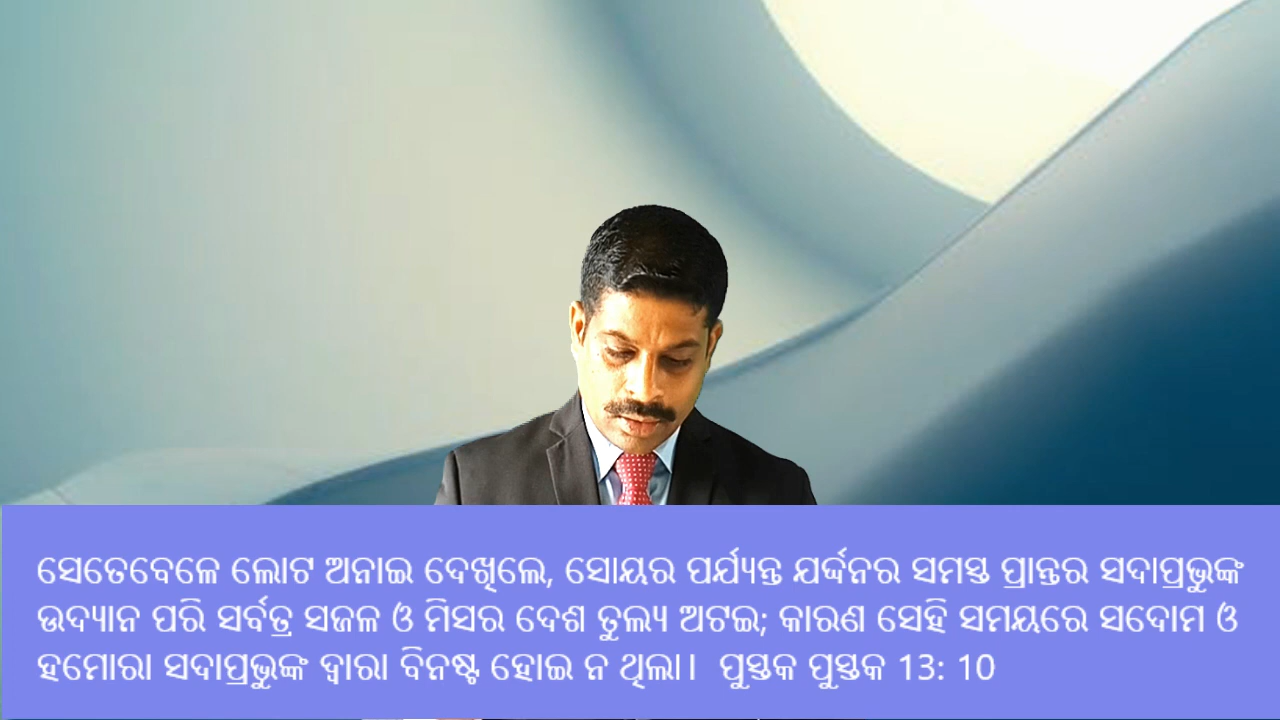 ସେତେବେଳେ ଲୋଟ ଅନାଇ ଦେଖିଲେ, ସୋୟର ପର୍ଯ୍ୟନ୍ତ ଯର୍ଦ୍ଦନର ସମସ୍ତ ପ୍ରାନ୍ତର ସଦାପ୍ରଭୁଙ୍କ
ଉଦ୍ୟାନ ପରି ସର୍ବତ୍ର ସଜଳ ଓ ମିସର ଦେଶ ତୁଲ୍ୟ ଅଟଇ; କାରଣ ସେହି ସମୟରେ ସଦୋମ ଓ
ହମୋରା ସଦାପ୍ରଭୁଙ୍କ ଦ୍ୱାରା ବିନଷ୍ଟ ହୋଇ ନ ଥିଲା। ପୁସ୍ତକ ପୁସ୍ତକ 13: 10